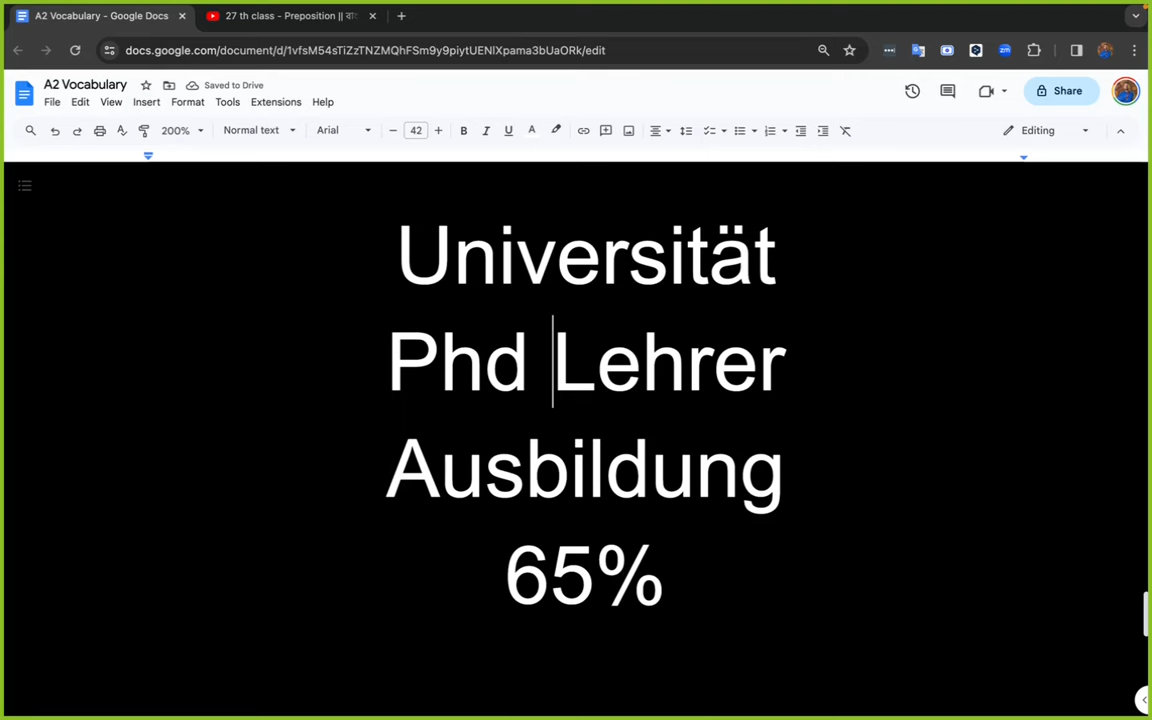 A2 Vocabulary - Google Docs
27 th class - Preposition ||
docs.google.com/document/d/1vfsM54sTiZzTNZMQhFSm9y9piytUENlXpama3bUaORk/edit
A2 Vocabulary
Saved to Drive
File Edit View Insert Format Tools Extensions Help
Share
200% Normal text Arial 42 B I U A Editing
Universität
Phd Lehrer
Ausbildung
65%